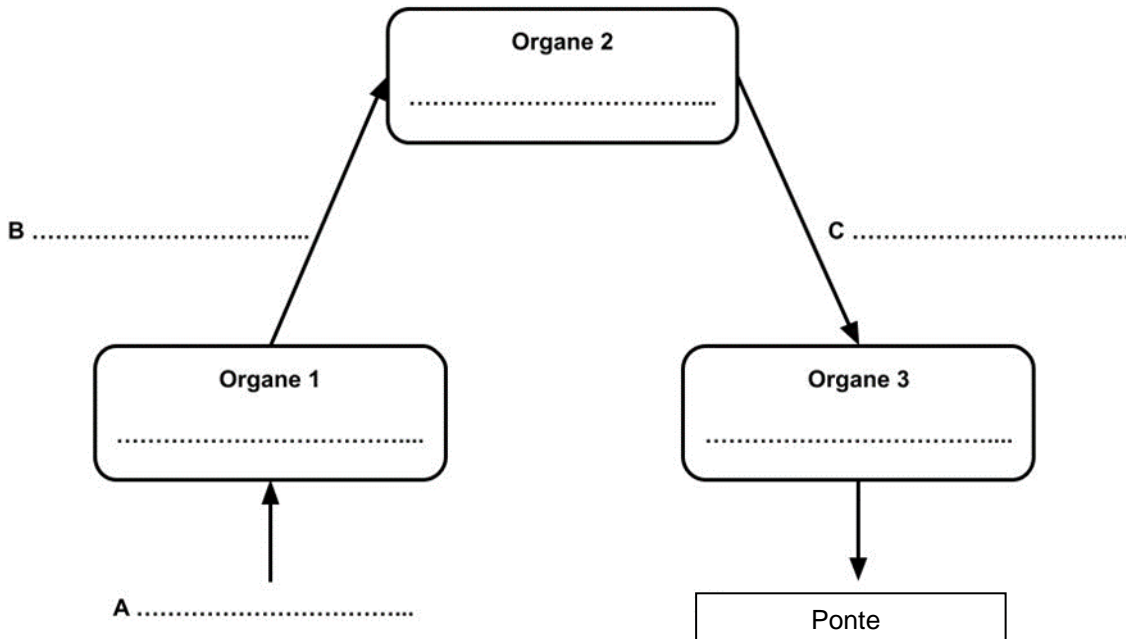 Organe 2
……………………………………
B ………………………………
C ………………………………
Organe 1
……………………………………
Organe 3
……………………………………
A ………………………………
Ponte